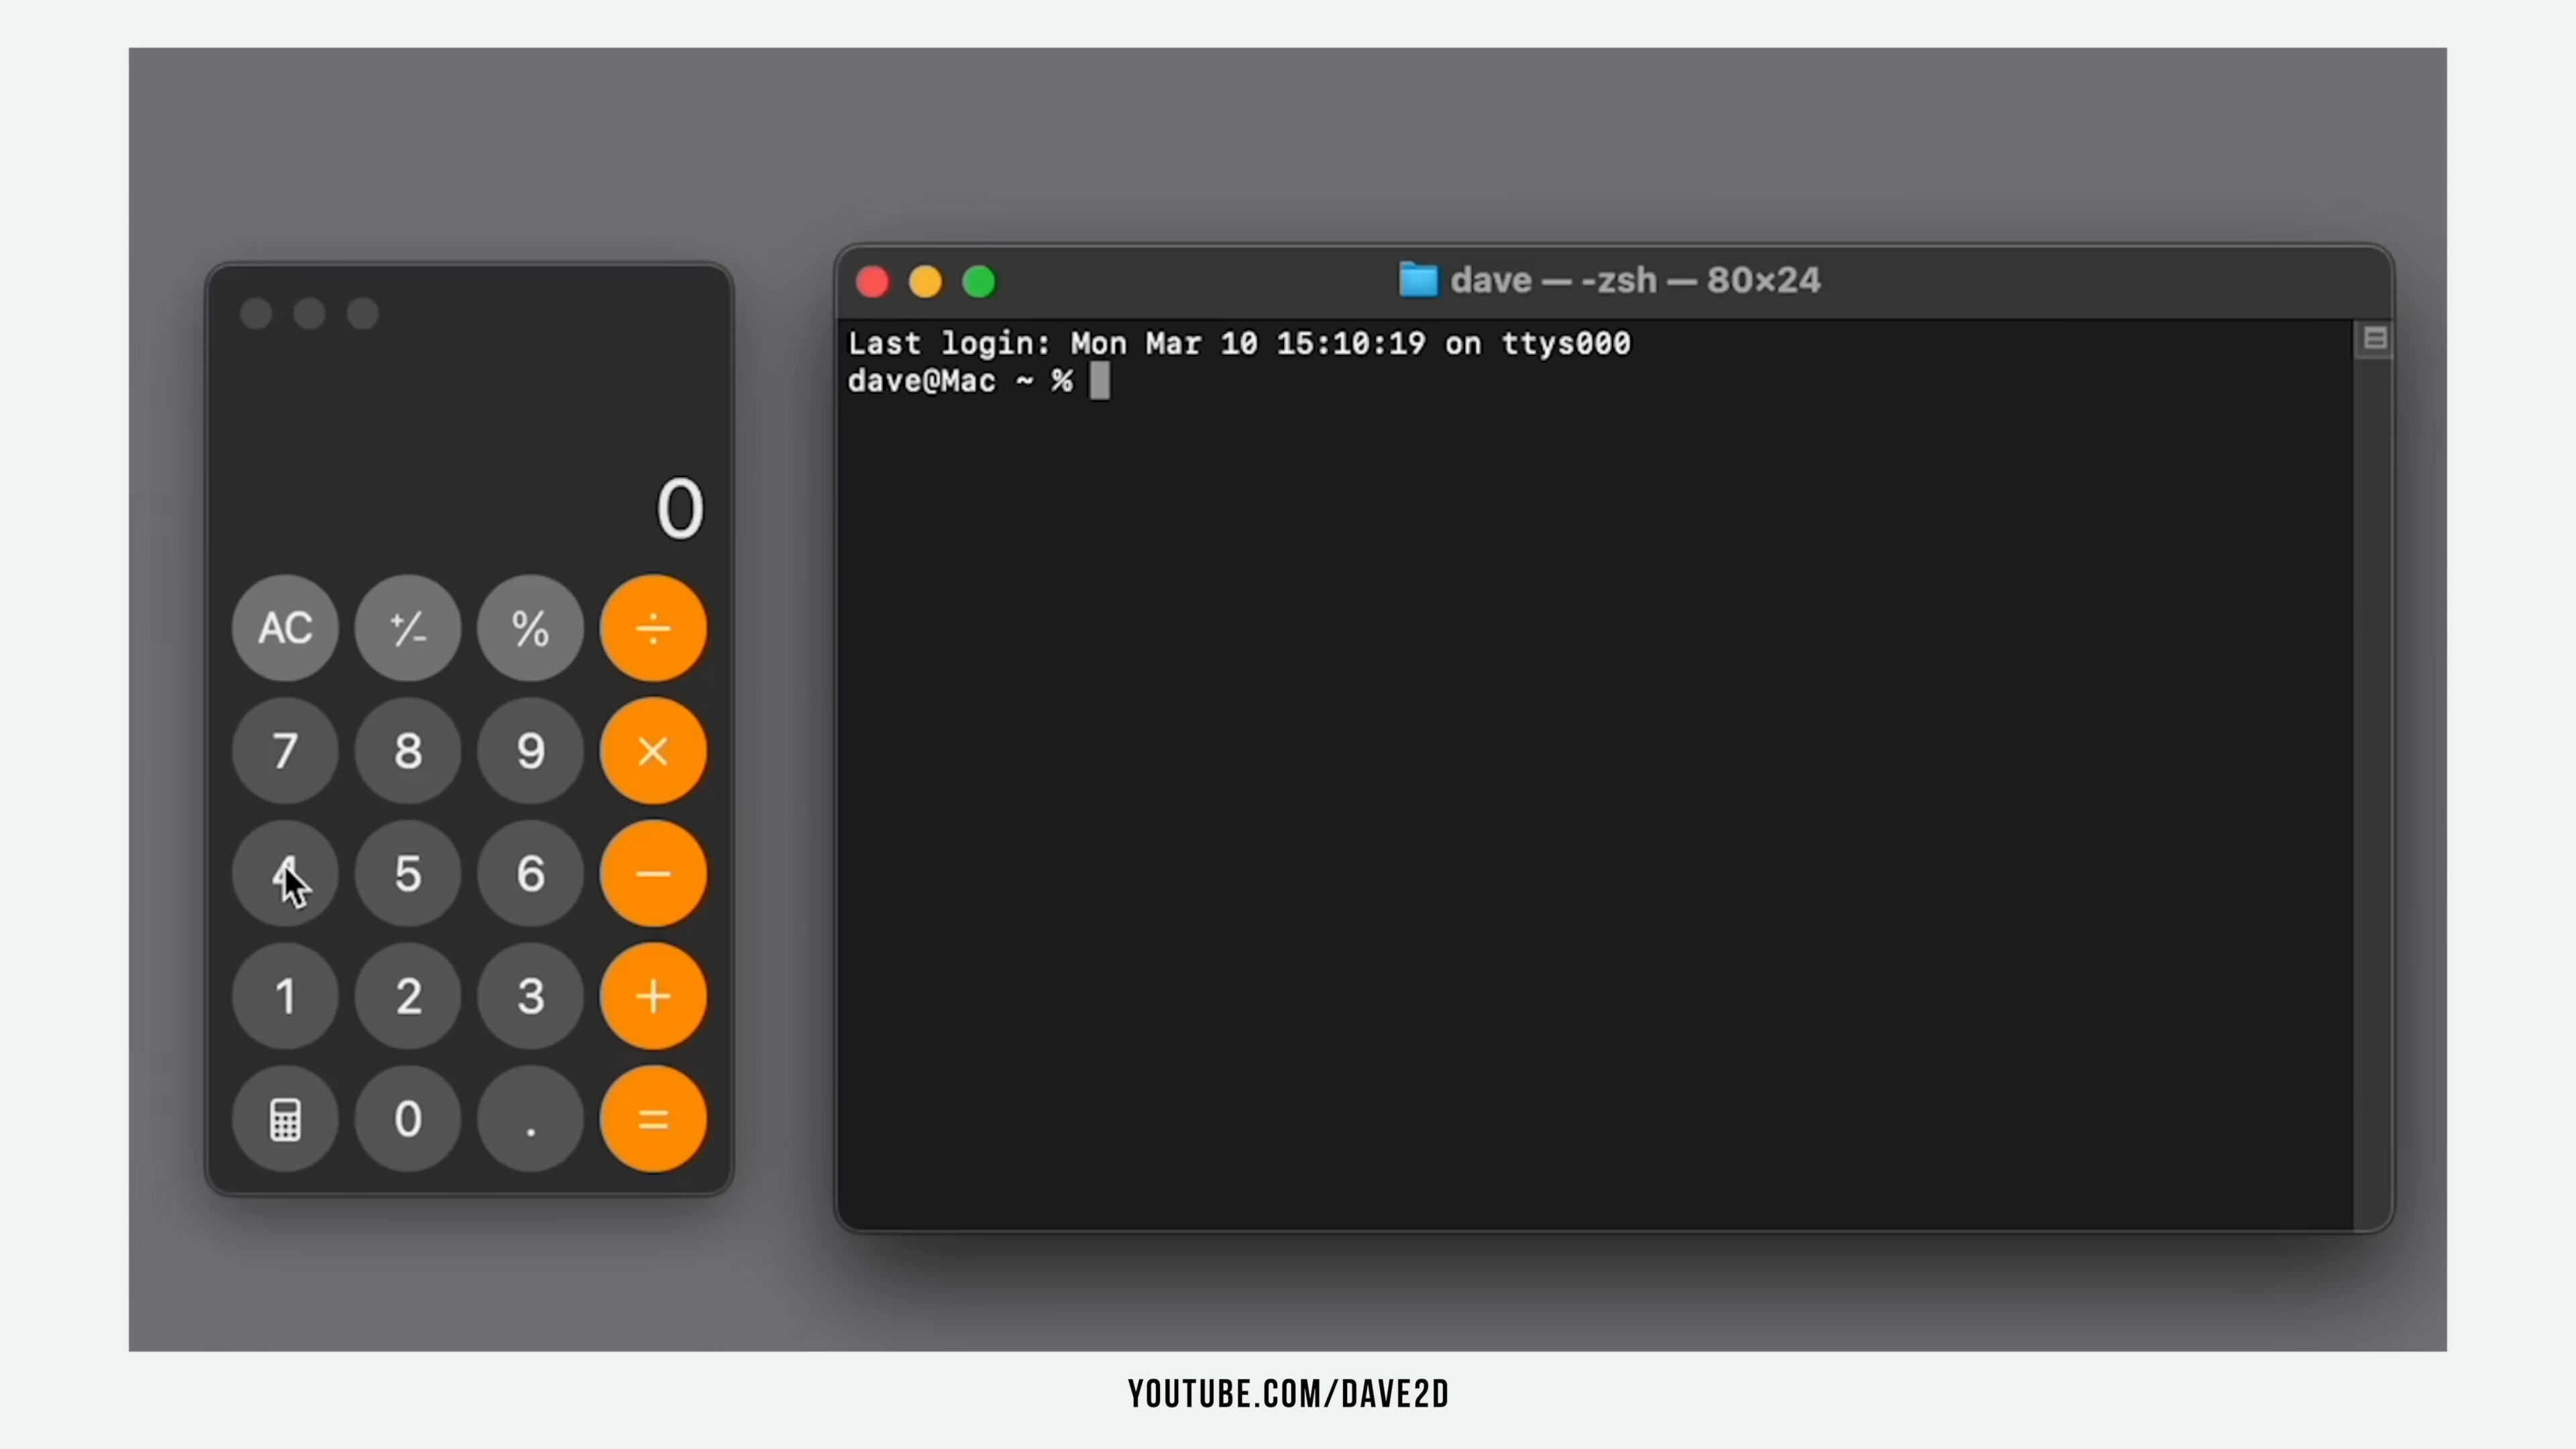 0
AC +/- % ÷
7 8 9 ×
4 5 6 −
1 2 3 +
0 . =
dave — -zsh — 80×24
Last login: Mon Mar 10 15:10:19 on ttys000
dave@Mac ~ %
YOUTUBE.COM/DAVE2D